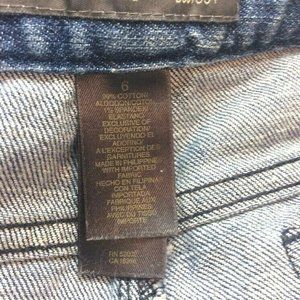 6
99% COTTON/
ALGODON/COTON
1% SPANDEX/
ELASTANO
EXCLUSIVE OF
DECORATION/
EXCLUYENDO EL
ADORNO
A L'EXCEPTION DES
GARNITURES
MADE IN PHILIPPINES
WITH IMPORTED
FABRIC
HECHO EN FILIPINAS
CON TELA
IMPORTADA
FABRIQUE AUX
PHILIPPINES
AVEC DU TISSU
IMPORTE
RN
CA